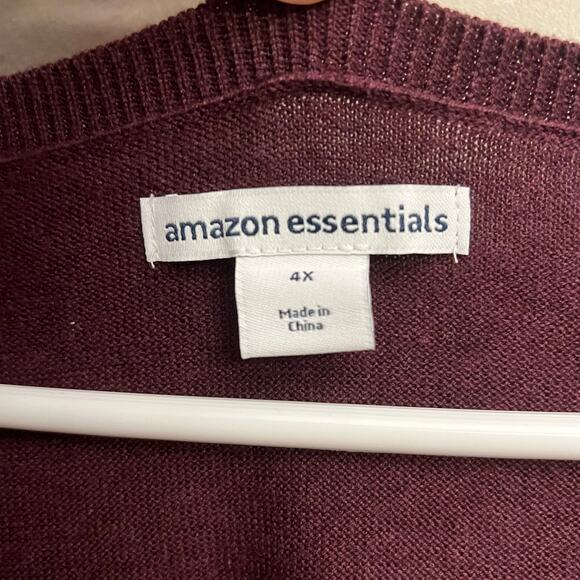 amazon essentials
4X
Made in
China